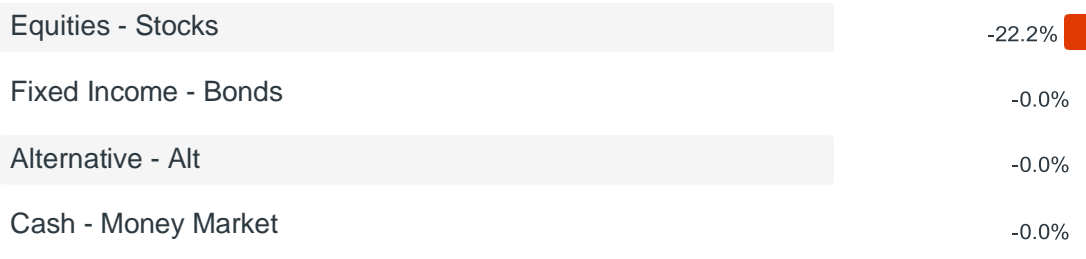 Equities - Stocks -22.2%
Fixed Income - Bonds -0.0%
Alternative - Alt -0.0%
Cash - Money Market -0.0%